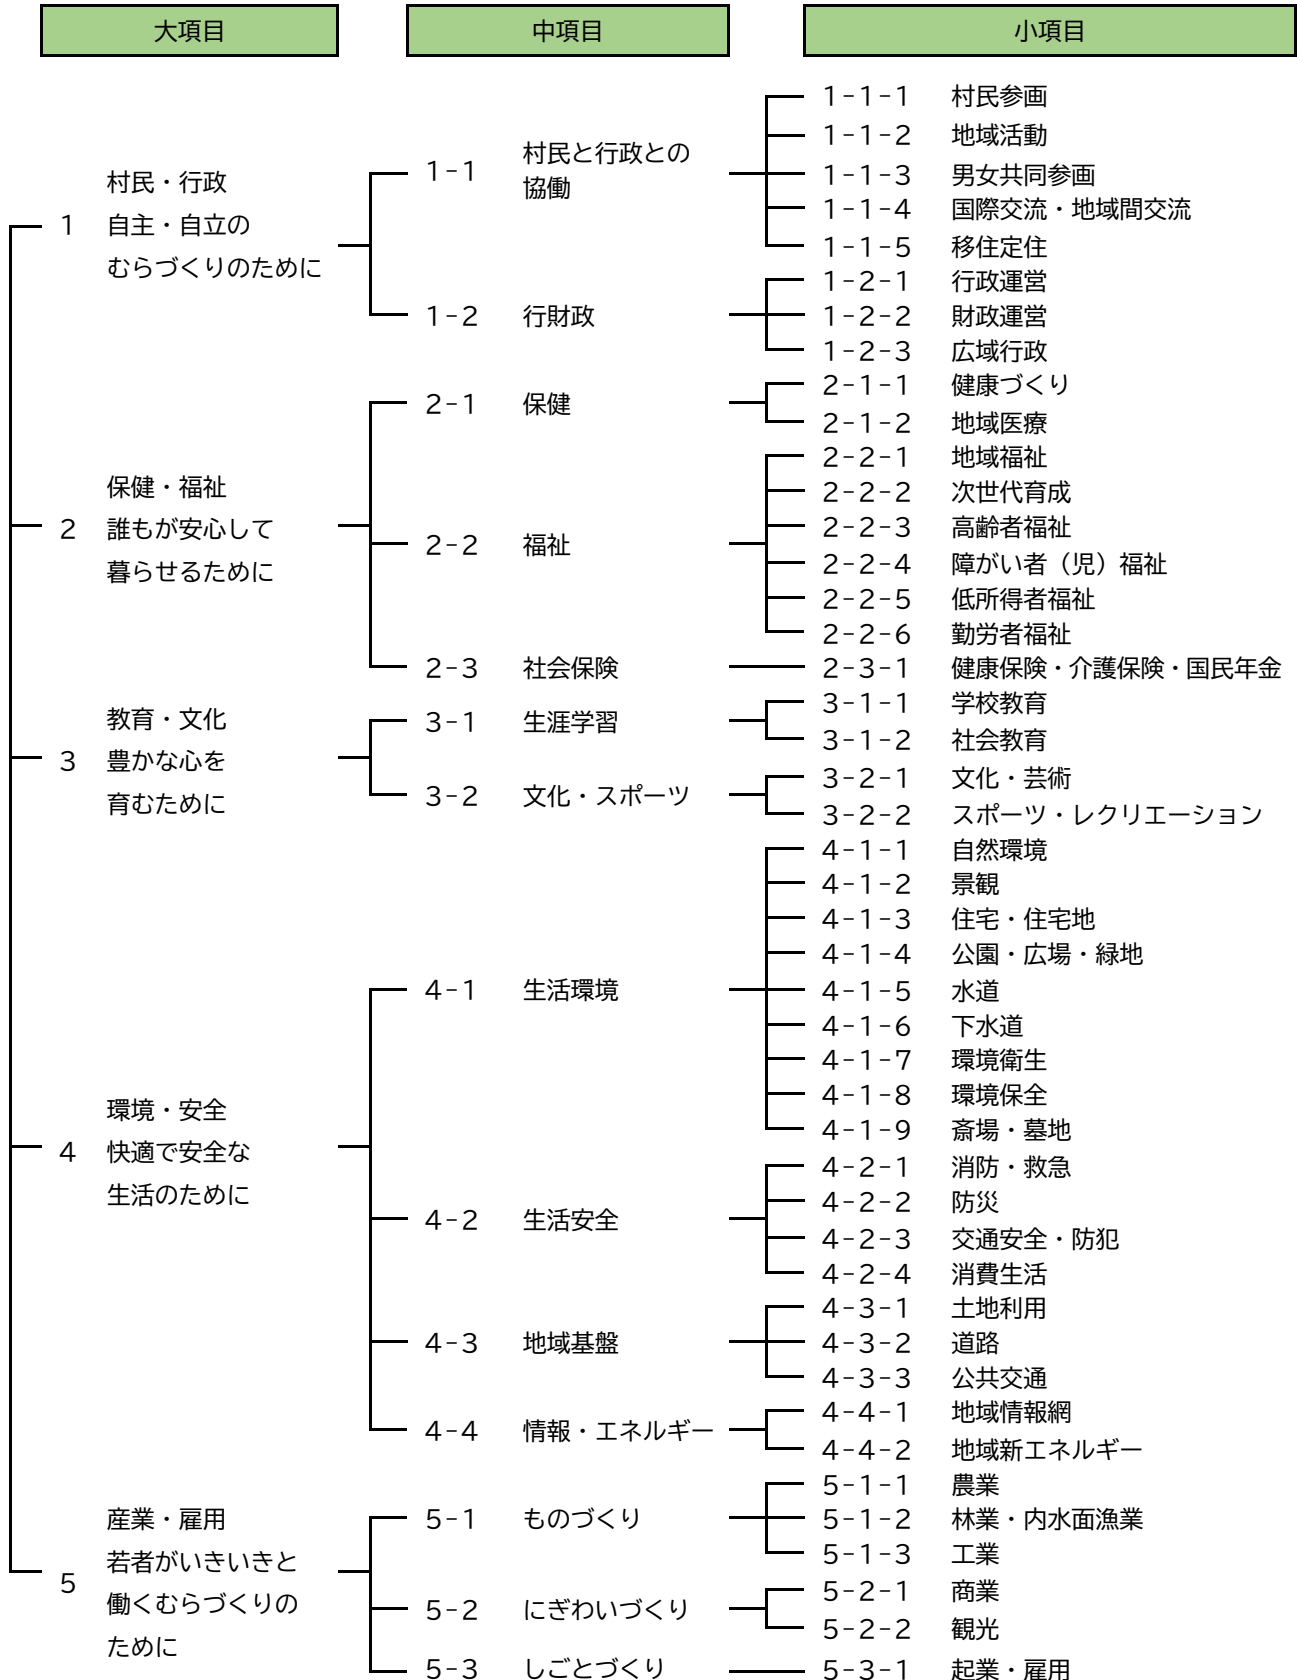 大項目
中項目
小項目
1
村民・行政
自主・自立の
むらづくりのために
1-1
村民と行政との
協働
1-1-1 村民参画
1-1-2 地域活動
1-1-3 男女共同参画
1-1-4 国際交流・地域間交流
1-1-5 移住定住
1-2 行財政
1-2-1 行政運営
1-2-2 財政運営
1-2-3 広域行政
2
保健・福祉
誰もが安心して
暮らせるために
2-1 保健
2-1-1 健康づくり
2-1-2 地域医療
2-2 福祉
2-2-1 地域福祉
2-2-2 次世代育成
2-2-3 高齢者福祉
2-2-4 障がい者（児）福祉
2-2-5 低所得者福祉
2-2-6 勤労者福祉
2-3 社会保険
2-3-1 健康保険・介護保険・国民年金
3
教育・文化
豊かな心を
育むために
3-1 生涯学習
3-1-1 学校教育
3-1-2 社会教育
3-2 文化・スポーツ
3-2-1 文化・芸術
3-2-2 スポーツ・レクリエーション
4
環境・安全
快適で安全な
生活のために
4-1 生活環境
4-1-1 自然環境
4-1-2 景観
4-1-3 住宅・住宅地
4-1-4 公園・広場・緑地
4-1-5 水道
4-1-6 下水道
4-1-7 環境衛生
4-1-8 環境保全
4-1-9 斎場・墓地
4-2 生活安全
4-2-1 消防・救急
4-2-2 防災
4-2-3 交通安全・防犯
4-2-4 消費生活
4-3 地域基盤
4-3-1 土地利用
4-3-2 道路
4-3-3 公共交通
4-4 情報・エネルギー
4-4-1 地域情報網
4-4-2 地域新エネルギー
5
産業・雇用
若者がいきいきと
働くむらづくりの
ために
5-1 ものづくり
5-1-1 農業
5-1-2 林業・内水面漁業
5-1-3 工業
5-2 にぎわいづくり
5-2-1 商業
5-2-2 観光
5-3 しごとづくり
5-3-1 起業・雇用